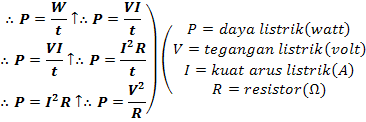 ∴ P = W/t ↑∴ P = VI/t
∴ P = VI/t ↑∴ P = I²R/t
∴ P = I²R ↑∴ P = V²/R
P = daya listrik(watt)
V = tegangan listrik(volt)
I = kuat arus listrik(A)
R = resistor(Ω)